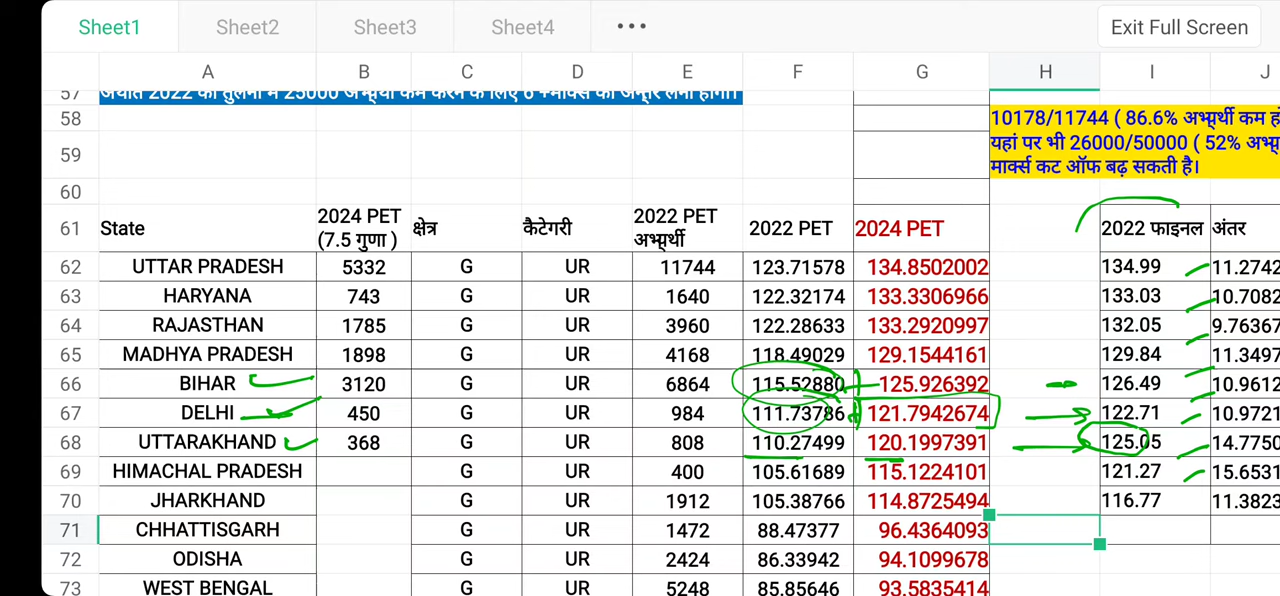 Sheet1 Sheet2 Sheet3 Sheet4 ••• Exit Full Screen
A B C D E F G H I J
57
58 10178/11744 ( 86.6% अभ्यर्थी कम
59 यहां पर भी 26000/50000 ( 52%
मार्क्स कट ऑफ बढ़ सकती है।
60
61 State 2024 PET (7.5 गुणा ) क्षेत्र कैटेगरी 2022 PET अभ्यर्थी 2022 PET 2024 PET 2022 फाइनल अंतर
62 UTTAR PRADESH 5332 G UR 11744 123.71578 134.8502002 134.99 11.2742
63 HARYANA 743 G UR 1640 122.32174 133.3306966 133.03 10.7082
64 RAJASTHAN 1785 G UR 3960 122.28633 133.2920997 132.05 9.76367
65 MADHYA PRADESH 1898 G UR 4168 118.49029 129.1544161 129.84 11.3497
66 BIHAR 3120 G UR 6864 115.52880 125.926392 126.49 10.9612
67 DELHI 450 G UR 984 111.73786 121.7942674 122.71 10.9721
68 UTTARAKHAND 368 G UR 808 110.27499 120.1997391 125.05 14.7750
69 HIMACHAL PRADESH G UR 400 105.61689 115.1224101 121.27 15.6531
70 JHARKHAND G UR 1912 105.38766 114.8725494 116.77 11.3823
71 CHHATTISGARH G UR 1472 88.47377 96.4364093
72 ODISHA G UR 2424 86.33942 94.1099678
73 WEST BENGAL G UR 5248 85.85646 93.5835414